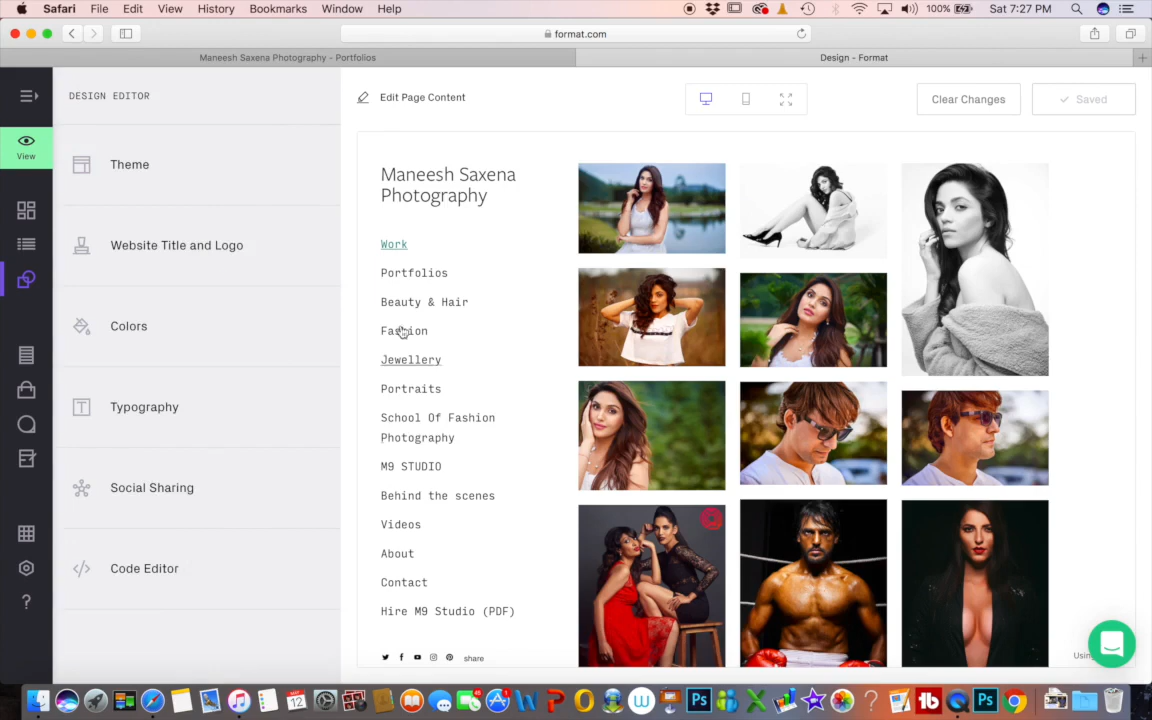 Safari File Edit View History Bookmarks Window Help 100% Sat 7:27 PM
format.com
Maneesh Saxena Photography - Portfolios Design - Format
DESIGN EDITOR
View
Theme
Website Title and Logo
Colors
Typography
Social Sharing
Code Editor
Edit Page Content
Clear Changes
Saved
Maneesh Saxena
Photography
Work
Portfolios
Beauty & Hair
Fashion
Jewellery
Portraits
School Of Fashion
Photography
M9 STUDIO
Behind the scenes
Videos
About
Contact
Hire M9 Studio (PDF)
share